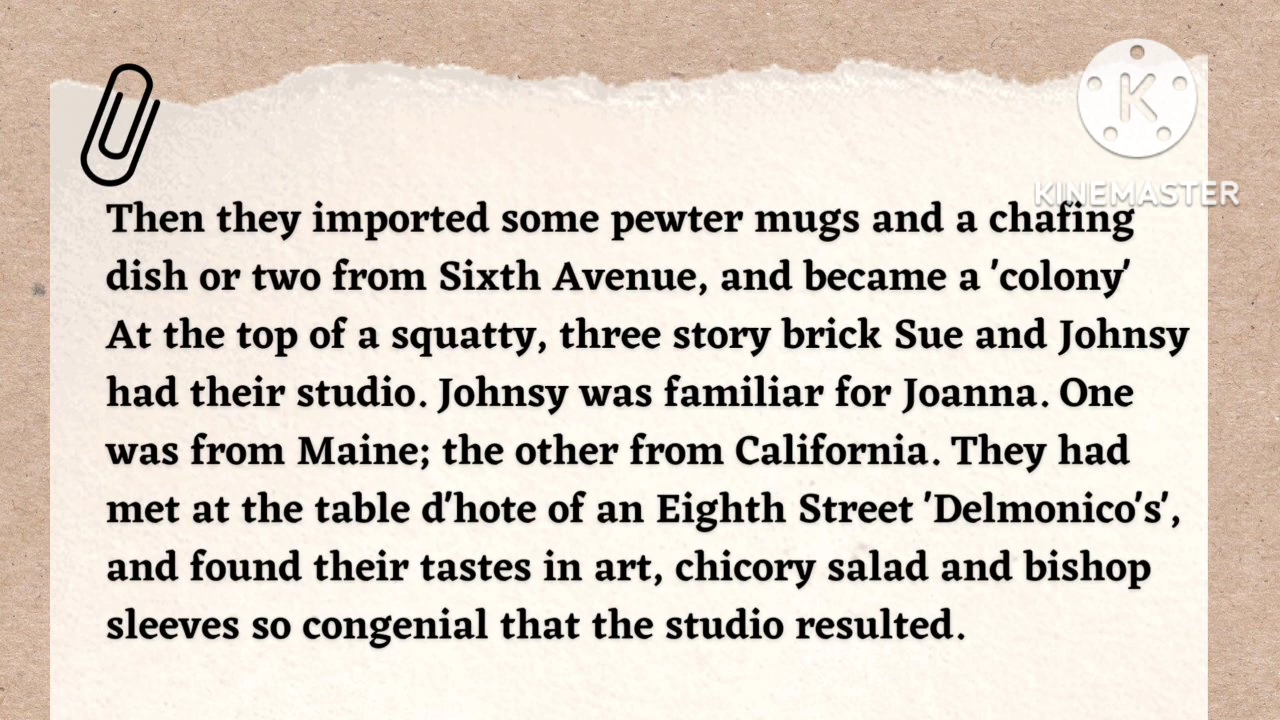 K
KINEMASTER
Then they imported some pewter mugs and a chafing
dish or two from Sixth Avenue, and became a 'colony'
At the top of a squatty, three story brick Sue and Johnsy
had their studio. Johnsy was familiar for Joanna. One
was from Maine; the other from California. They had
met at the table d'hote of an Eighth Street 'Delmonico's',
and found their tastes in art, chicory salad and bishop
sleeves so congenial that the studio resulted.